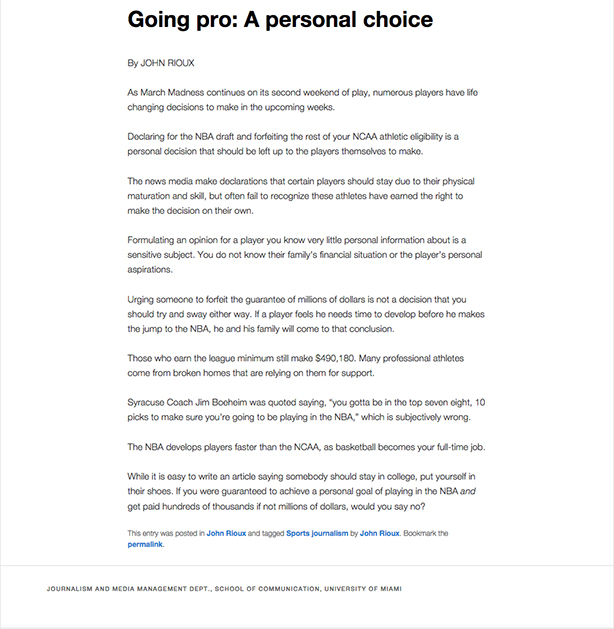 Going pro: A personal choice
By JOHN RIOUX
As March Madness continues on its second weekend of play, numerous players have life
changing decisions to make in the upcoming weeks.
Declaring for the NBA draft and forfeiting the rest of your NCAA athletic eligibility is a
personal decision that should be left up to the players themselves to make.
The news media make declarations that certain players should stay due to their physical
maturation and skill, but often fail to recognize these athletes have earned the right to
make the decision on their own.
Formulating an opinion for a player you know very little personal information about is a
sensitive subject. You do not know their family's financial situation or the player's personal
aspirations.
Urging someone to forfeit the guarantee of millions of dollars is not a decision that you
should try and sway either way. If a player feels he needs time to develop before he makes
the jump to the NBA, he and his family will come to that conclusion.
Those who earn the league minimum still make $490,180. Many professional athletes
come from broken homes that are relying on them for support.
Syracuse Coach Jim Boeheim was quoted saying, “you gotta be in the top seven eight, 10
picks to make sure you're going to be playing in the NBA,” which is subjectively wrong.
The NBA develops players faster than the NCAA, as basketball becomes your full-time job.
While it is easy to write an article saying somebody should stay in college, put yourself in
their shoes. If you were guaranteed to achieve a personal goal of playing in the NBA and
get paid hundreds of thousands if not millions of dollars, would you say no?
This entry was posted in John Rioux and tagged Sports journalism by John Rioux. Bookmark the
permalink.
JOURNALISM AND MEDIA MANAGEMENT DEPT., SCHOOL OF COMMUNICATION, UNIVERSITY OF MIAMI